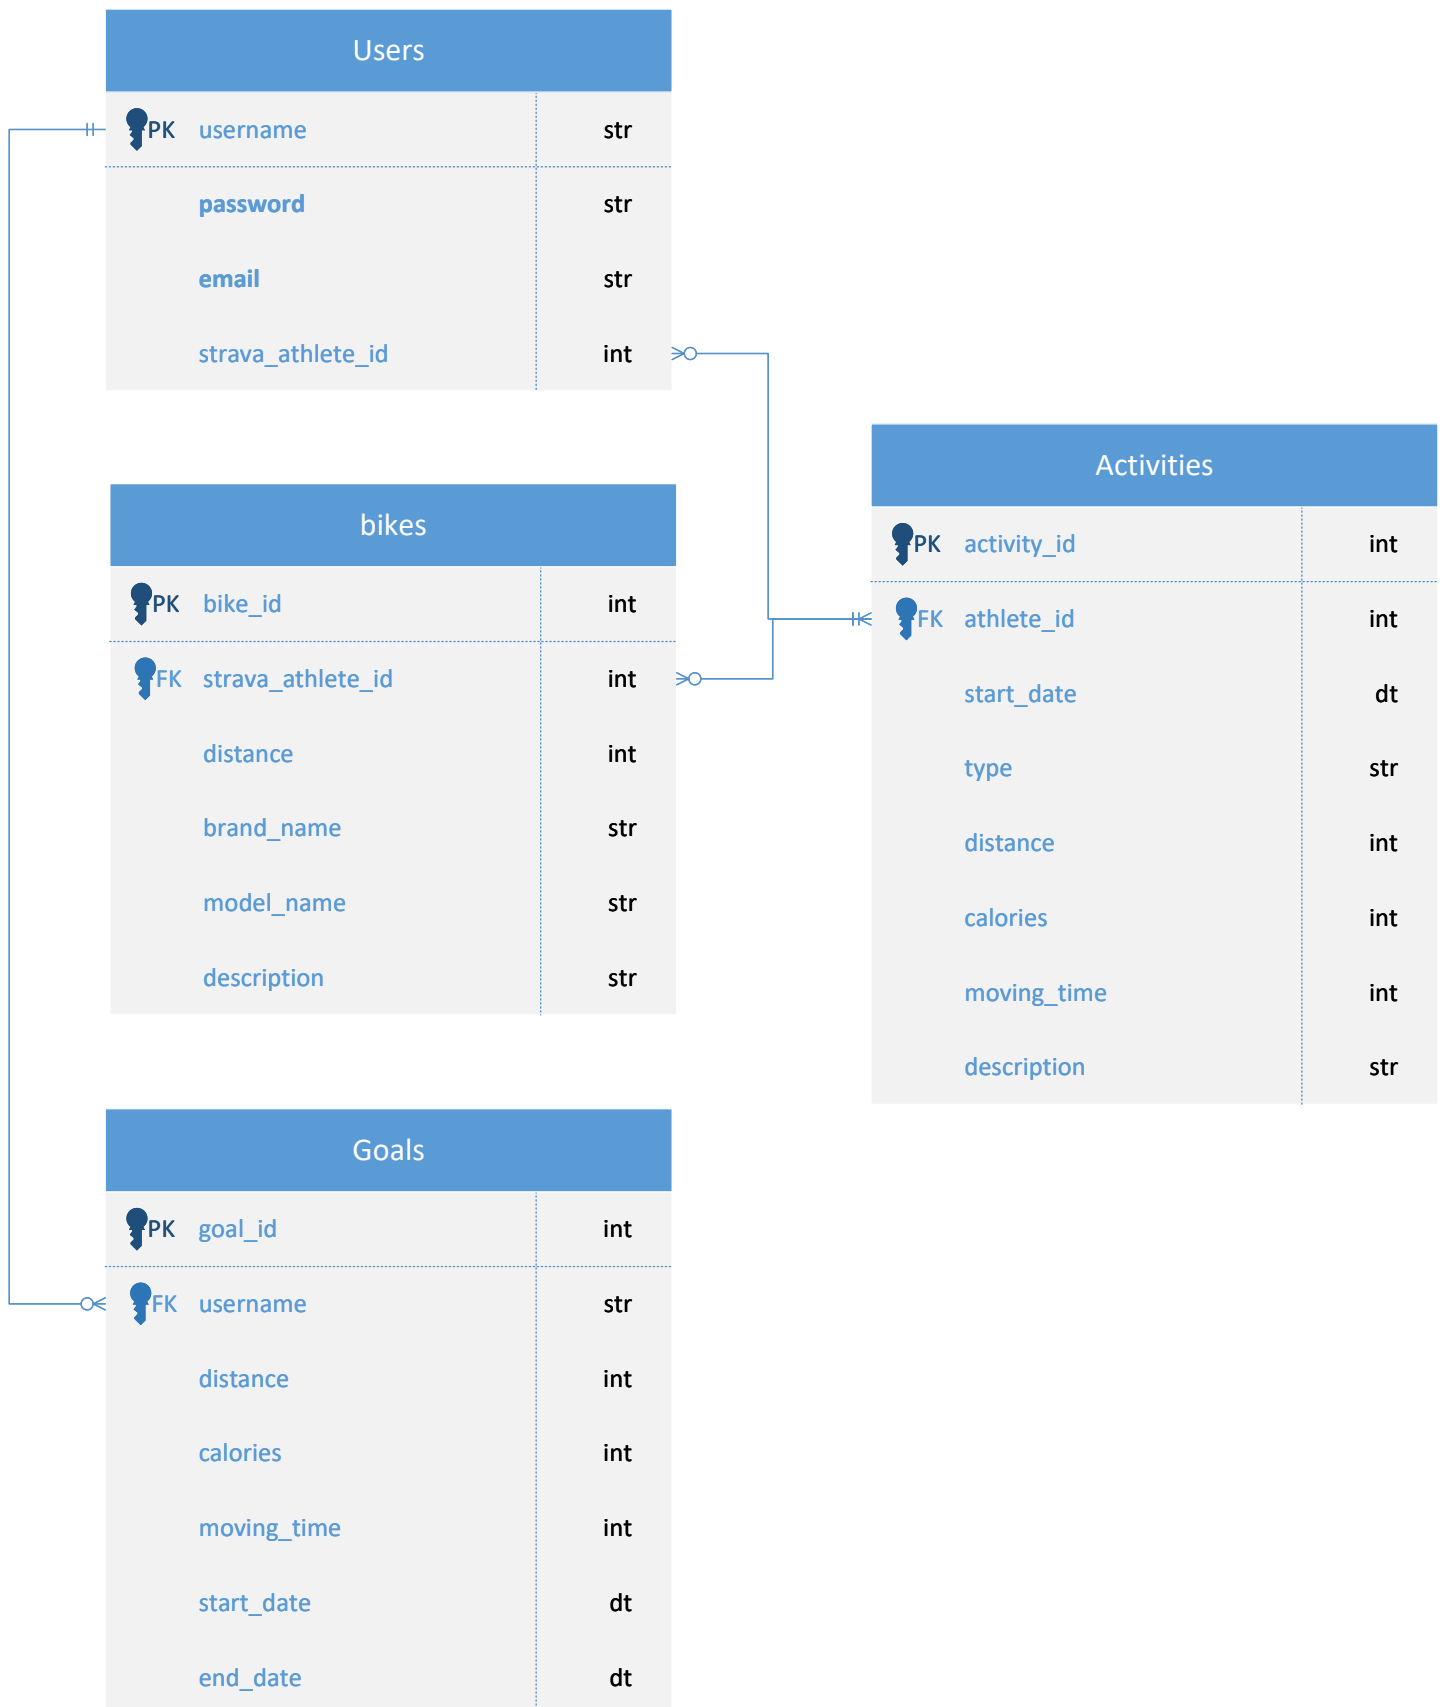 Users
PK username str
password str
email str
strava_athlete_id int
bikes
PK bike_id int
FK strava_athlete_id int
distance int
brand_name str
model_name str
description str
Activities
PK activity_id int
FK athlete_id int
start_date dt
type str
distance int
calories int
moving_time int
description str
Goals
PK goal_id int
FK username str
distance int
calories int
moving_time int
start_date dt
end_date dt